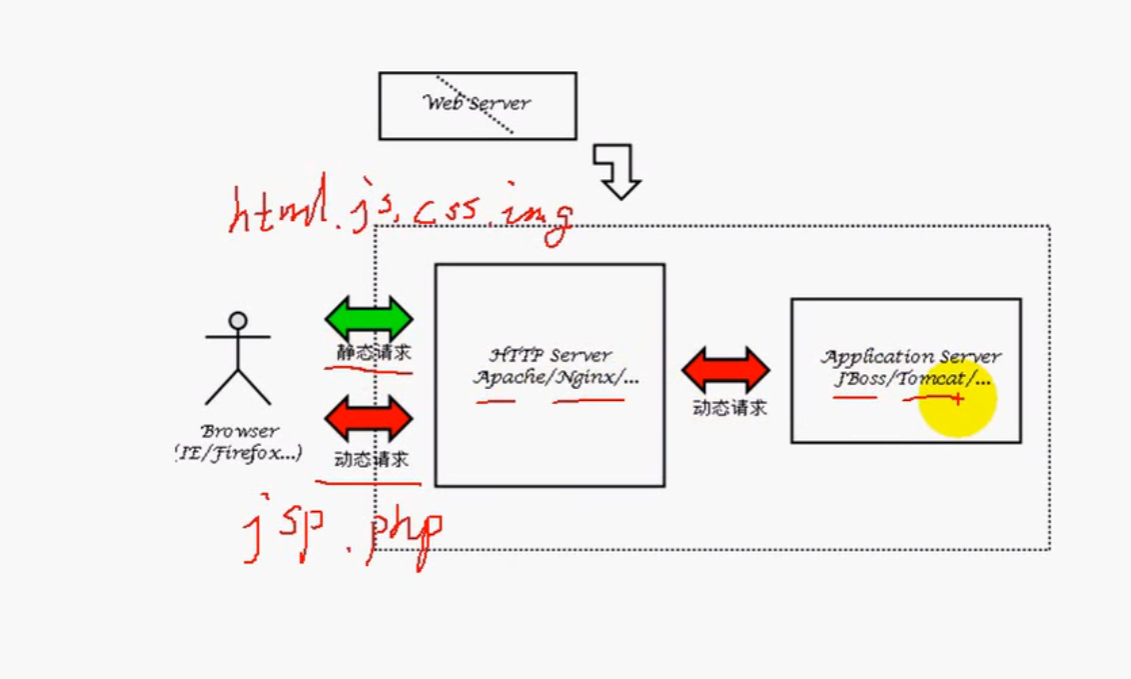 Web Server
html.js.css.img
静态请求
HTTP Server
Apache/Nginx/...
Application Server
JBoss/Tomcat/...
动态请求
Browser
(IE/Firefox...)
动态请求
jsp.php